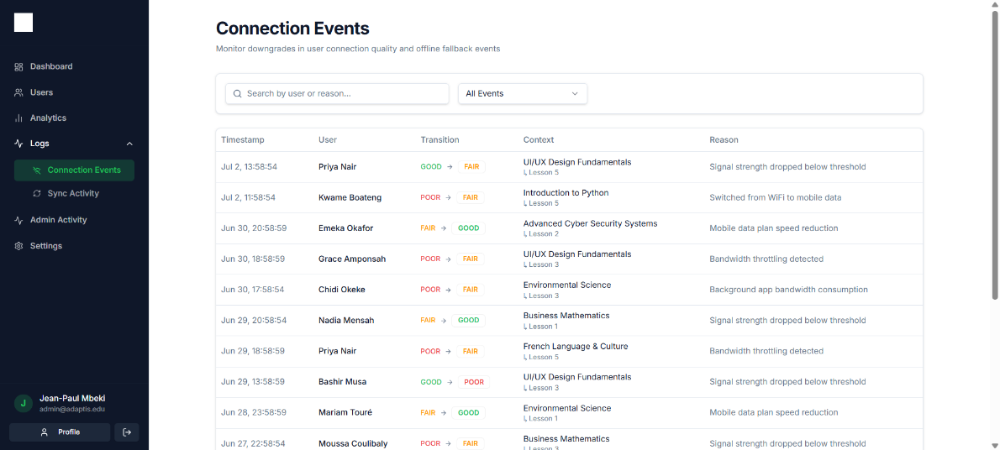 Connection Events
Monitor downgrades in user connection quality and offline fallback events
Dashboard
Users
Analytics
Logs
Connection Events
Sync Activity
Admin Activity
Settings
J
Jean-Paul Mbeki
admin@adaptis.edu
Profile
Search by user or reason...
All Events
Timestamp User Transition Context Reason
Jul 2, 13:58:54 Priya Nair GOOD → FAIR UI/UX Design Fundamentals Signal strength dropped below threshold
Lesson 5
Jul 2, 11:58:54 Kwame Boateng POOR → FAIR Introduction to Python Switched from WiFi to mobile data
Lesson 5
Jun 30, 20:58:59 Emeka Okafor FAIR → GOOD Advanced Cyber Security Systems Mobile data plan speed reduction
Lesson 2
Jun 30, 18:58:59 Grace Amponsah POOR → FAIR UI/UX Design Fundamentals Bandwidth throttling detected
Lesson 3
Jun 30, 17:58:54 Chidi Okeke POOR → FAIR Environmental Science Background app bandwidth consumption
Lesson 3
Jun 29, 20:58:54 Nadia Mensah FAIR → GOOD Business Mathematics Signal strength dropped below threshold
Lesson 1
Jun 29, 18:58:59 Priya Nair POOR → FAIR French Language & Culture Bandwidth throttling detected
Lesson 5
Jun 29, 13:58:59 Bashir Musa GOOD → POOR UI/UX Design Fundamentals Signal strength dropped below threshold
Lesson 3
Jun 28, 23:58:59 Mariam Touré FAIR → GOOD Environmental Science Mobile data plan speed reduction
Lesson 1
Jun 27, 22:58:54 Moussa Coulibaly POOR → FAIR Business Mathematics Signal strength dropped below threshold
Lesson 3